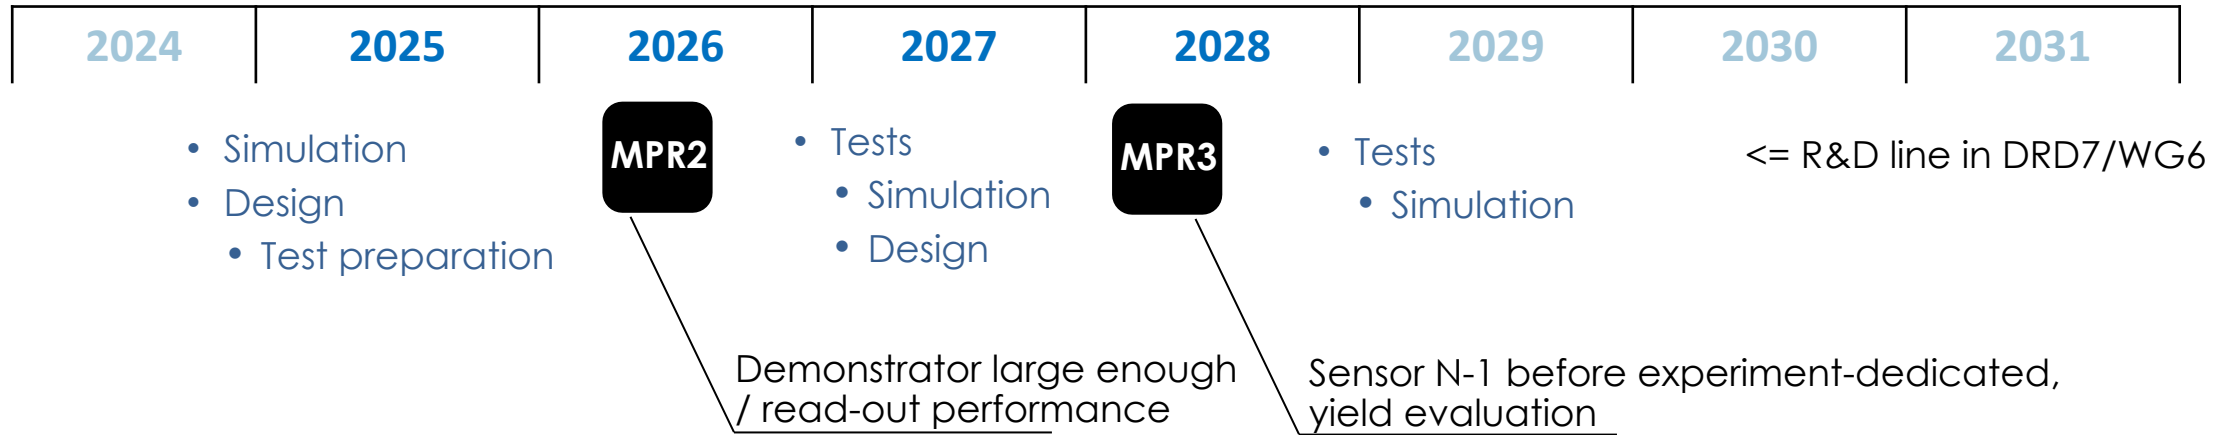 2024 2025 2026 2027 2028 2029 2030 2031
• Simulation
• Design
• Test preparation
MPR2
• Tests
• Simulation
• Design
MPR3
• Tests
• Simulation
<= R&D line in DRD7/WG6
Demonstrator large enough
/ read-out performance
Sensor N-1 before experiment-dedicated,
yield evaluation